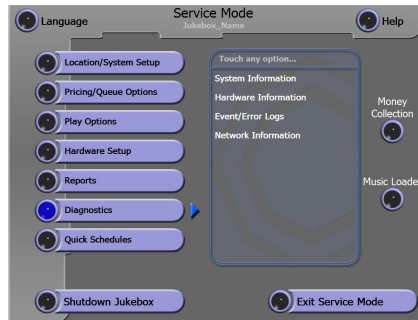 Service Mode
Language
Jukebox_Name
Help
Location/System Setup
Pricing/Queue Options
Play Options
Hardware Setup
Reports
Diagnostics
Quick Schedules
Touch any option...
System Information
Hardware Information
Event/Error Logs
Network Information
Money
Collection
Music Loade
Shutdown Jukebox
Exit Service Mode